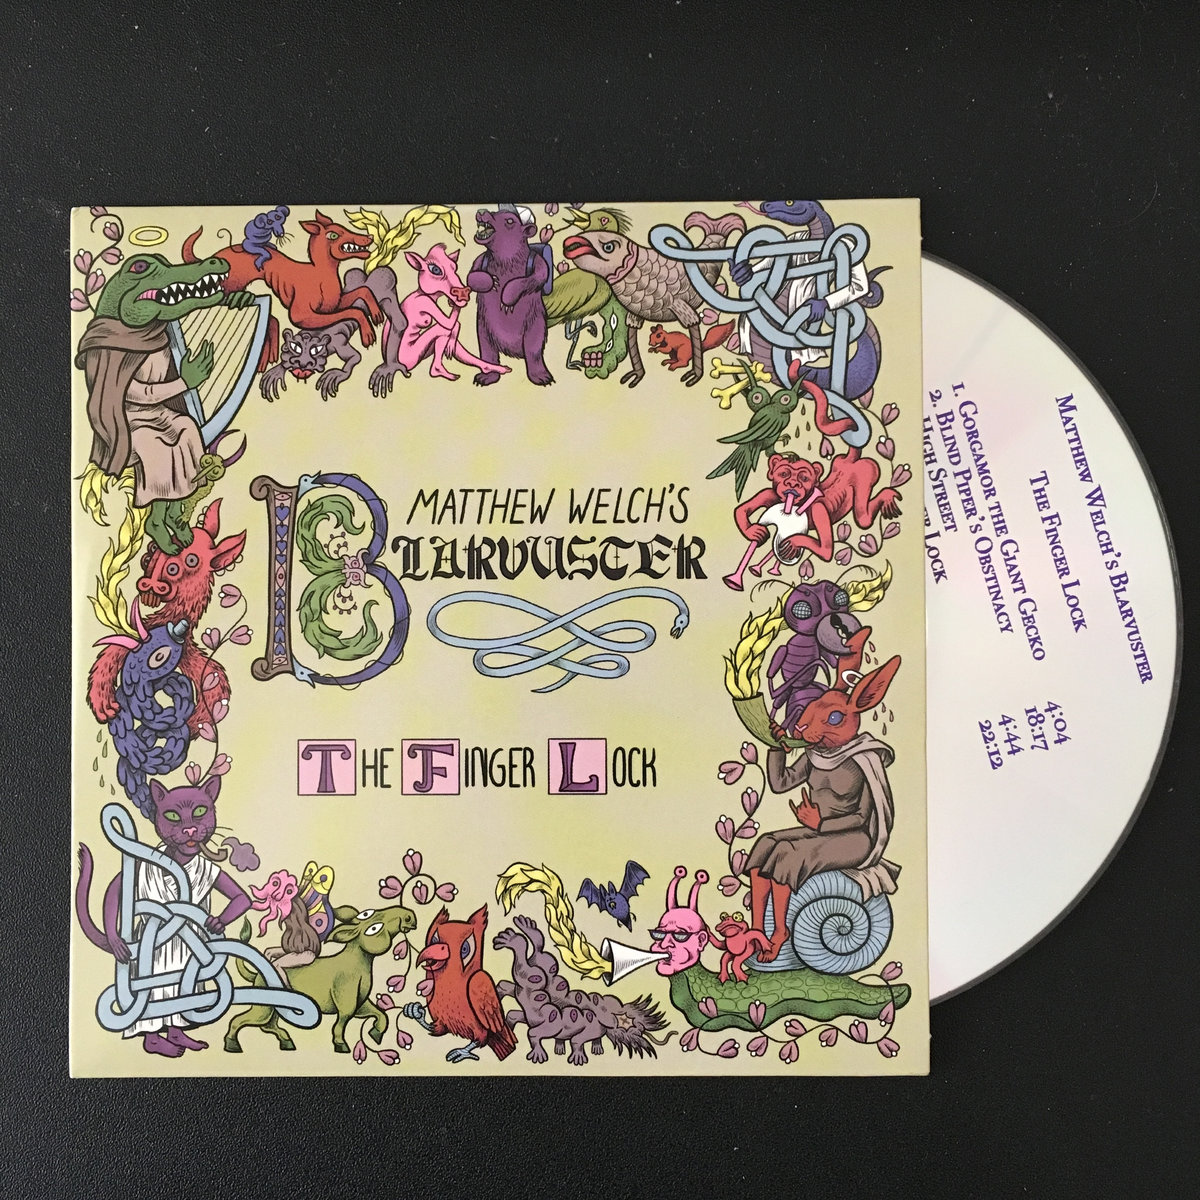 MATTHEW WELCH'S
BLARVUSTER
THE FINGER LOCK
MATTHEW WELCH'S BLARVUSTER
THE FINGER LOCK
1. GORGAMOR THE GIANT GECKO 4:04
2. BLIND PIPER'S OBSTINACY 18:17
HIGH STREET 4:44
LOCK 22:12